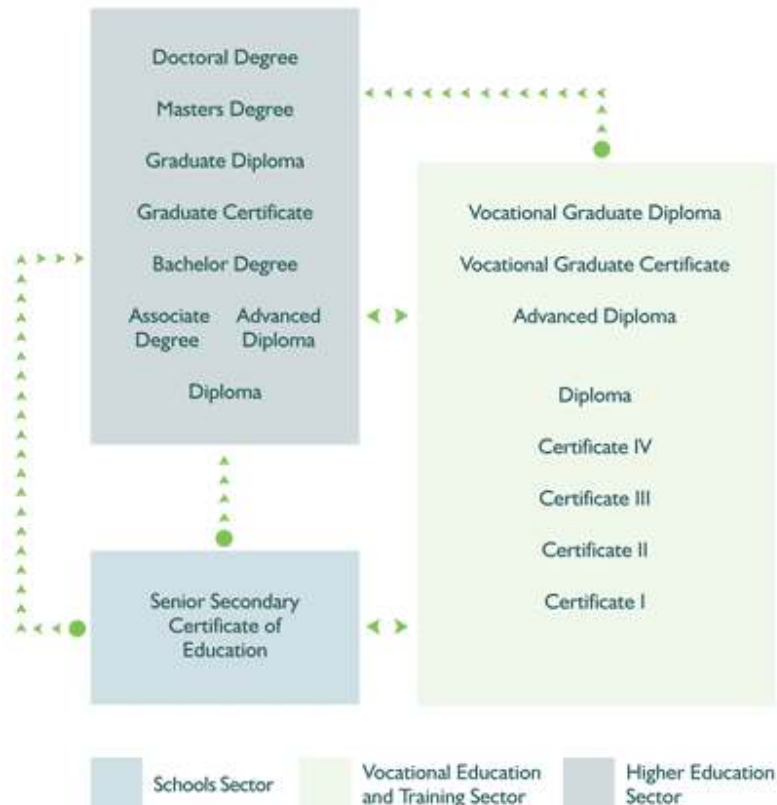 Doctoral Degree
Masters Degree
Graduate Diploma
Graduate Certificate
Bachelor Degree
Associate
Degree
Advanced
Diploma
Diploma
Vocational Graduate Diploma
Vocational Graduate Certificate
Advanced Diploma
Diploma
Certificate IV
Certificate III
Certificate II
Certificate I
Senior Secondary
Certificate of
Education
Schools Sector
Vocational Education
and Training Sector
Higher Education
Sector